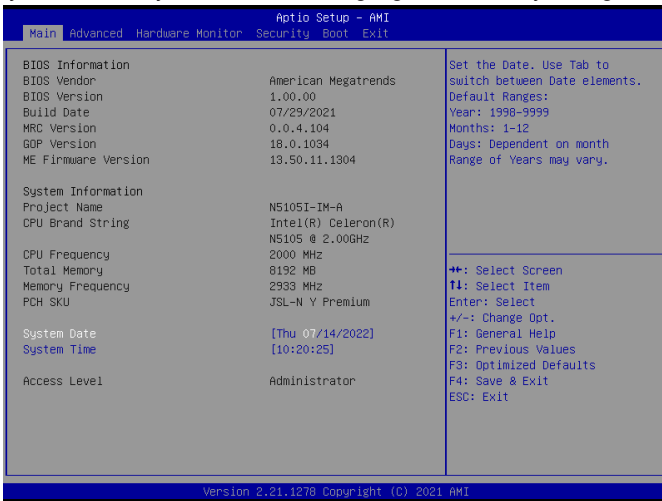 Aptio Setup - AMI
Main Advanced Hardware Monitor Security Boot Exit
BIOS Information
BIOS Vendor American Megatrends
BIOS Version 1.00.00
Build Date 07/29/2021
MRC Version 0.0.4.104
GOP Version 18.0.1034
ME Firmware Version 13.50.11.1304
System Information
Project Name N5105I-IM-A
CPU Brand String Intel(R) Celeron(R)
N5105 @ 2.00GHz
CPU Frequency 2000 MHz
Total Memory 8192 MB
Memory Frequency 2933 MHz
PCH SKU JSL-N Y Premium
System Date [Thu 07/14/2022]
System Time [10:20:25]
Access Level Administrator
Set the Date. Use Tab to
switch between Date elements.
Default Ranges:
Year: 1998-9999
Months: 1-12
Days: Dependent on month
Range of Years may vary.
→←: Select Screen
↑↓: Select Item
Enter: Select
+/-: Change Opt.
F1: General Help
F2: Previous Values
F3: Optimized Defaults
F4: Save & Exit
ESC: Exit
Version 2.21.1278 Copyright (C) 2021 AMI